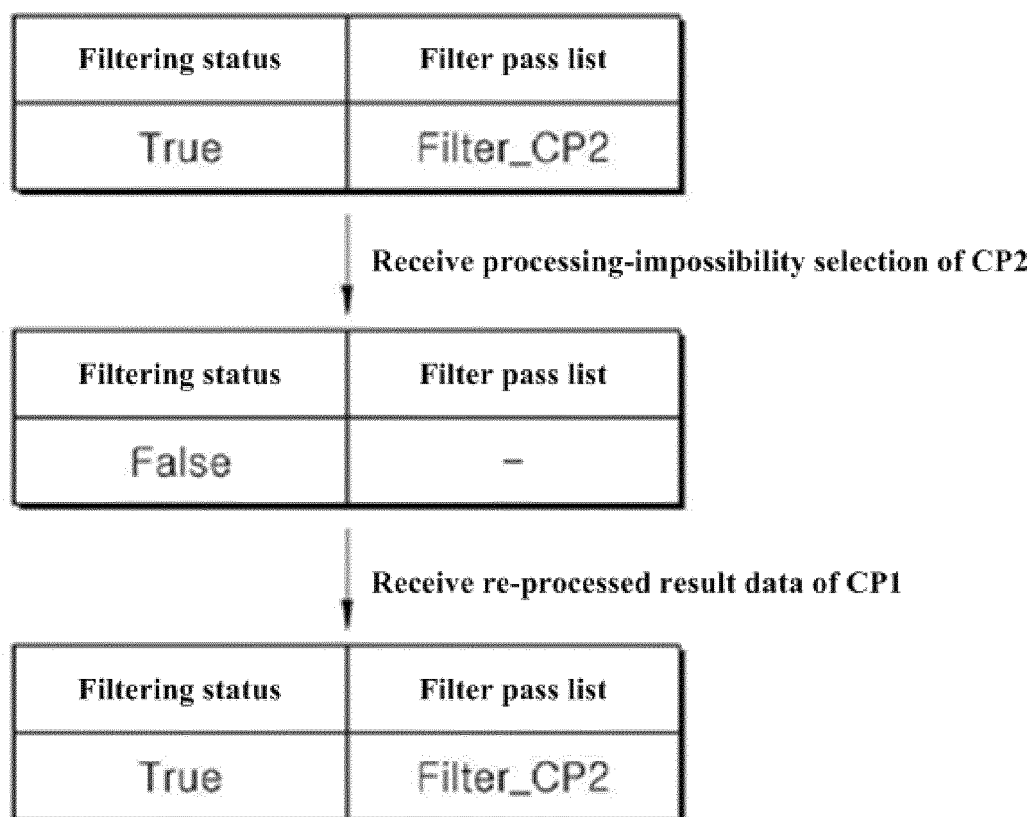 Filtering status Filter pass list
True Filter_CP2
Receive processing-impossibility selection of CP2
Filtering status Filter pass list
False –
Receive re-processed result data of CP1
Filtering status Filter pass list
True Filter_CP2